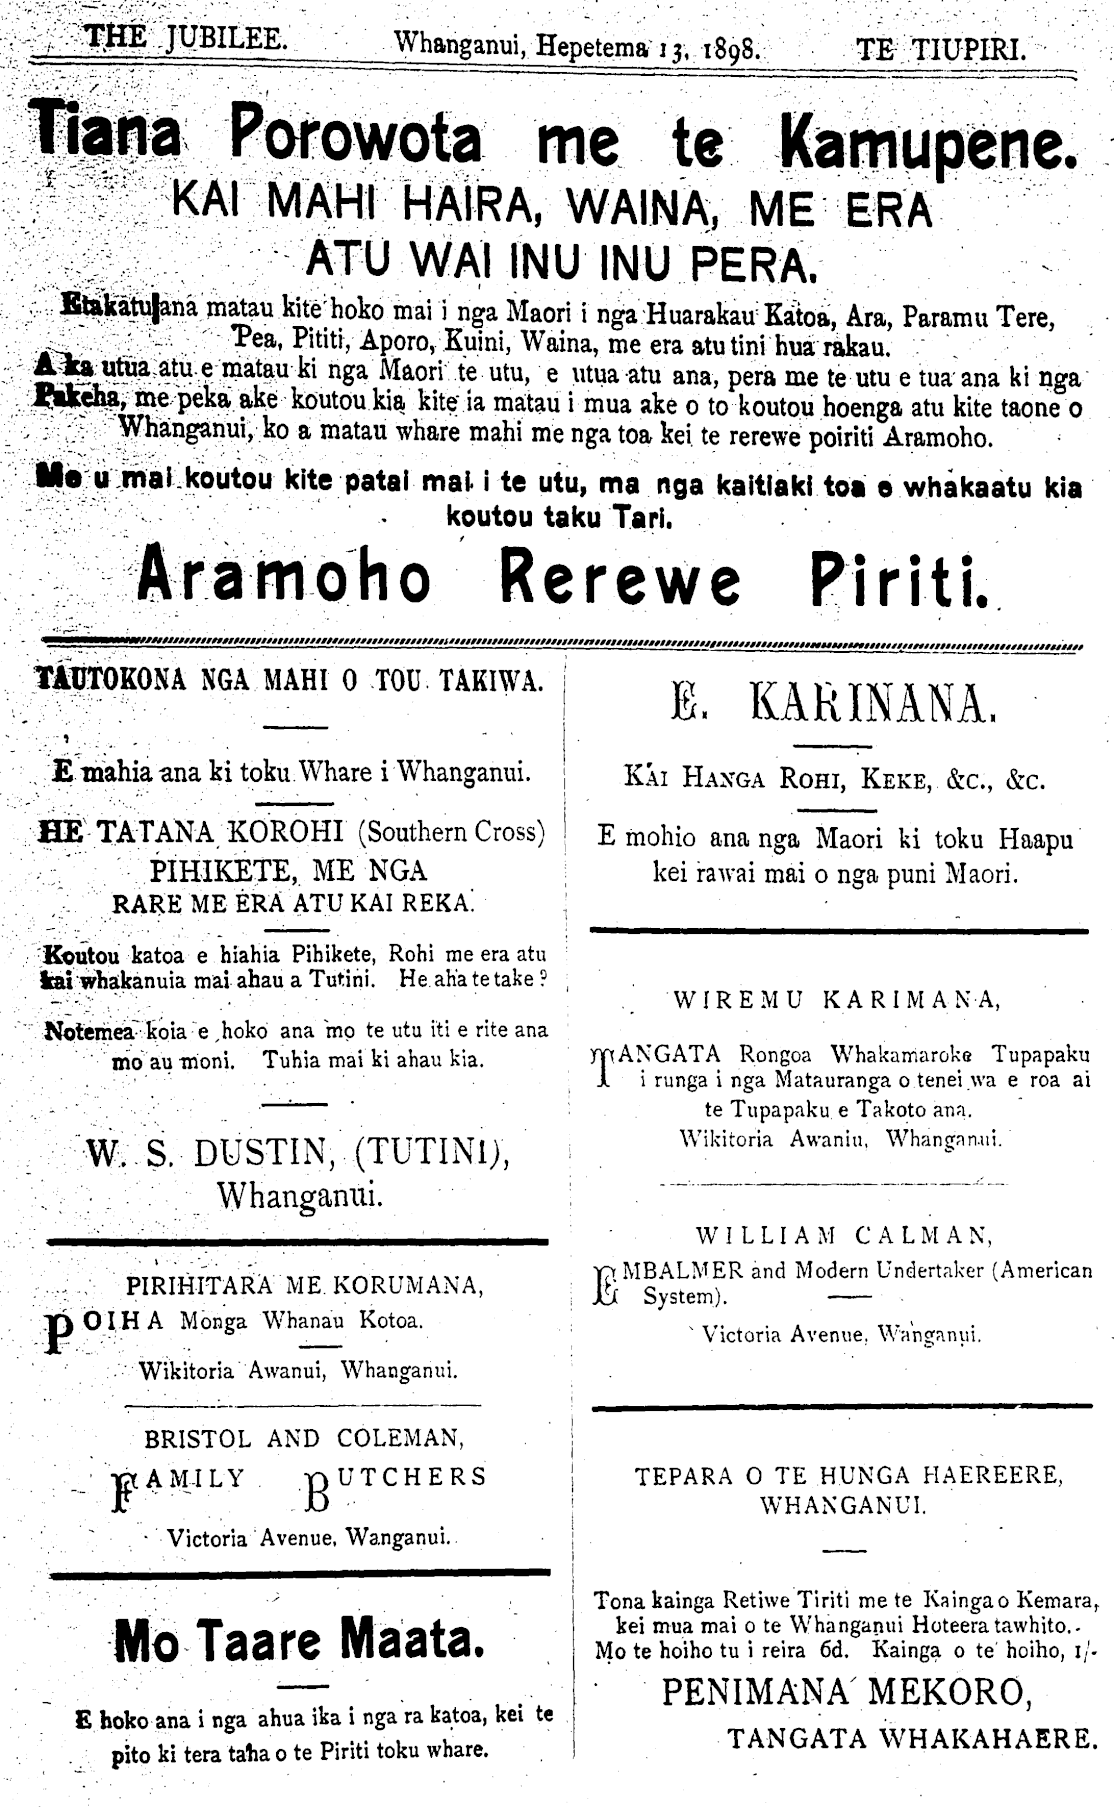 THE JUBILEE. Whanganui, Hepetema 13, 1898. TE TIUPIRI.
Tiana Porowota me te Kamupene.
KAI MAHI HAIRA, WAINA, ME ERA
ATU WAI INU INU PERA.
Etakatu ana matau kite hoko mai i nga Maori i nga Huarakau Katoa, Ara, Paramu Tere,
Pea, Pititi, Aporo, Kuini, Waina, me era atu tini hua rakau.
A ka utua atu e matau ki nga Maori te utu, e utua atu ana, pera me te utu e tua ana ki nga
Pakeha, me peka ake koutou kia kite ia matau i mua ake o to koutou hoenga atu kite taone o
Whanganui, ko a matau whare mahi me nga toa kei te rerewe poiriti Aramoho.
Me u mai koutou kite patai mai i te utu, ma nga kaitiaki toa e whakaatu kia
koutou taku Tari.
Aramoho Rerewe Piriti.
TAUTOKONA NGA MAHI O TOU TAKIWA.
E mahia ana ki toku Whare i Whanganui.
HE TATANA KOROHI (Southern Cross)
PIHIKETE, ME NGA
RARE ME ERA ATU KAI REKA.
Koutou katoa e hiahia Pihikete, Rohi me era atu
kai whakanuia mai ahau a Tutini. He aha te take ?
Notemea koia e hoko ana mo te utu iti e rite ana
mo au moni. Tuhia mai ki ahau kia.
W. S. DUSTIN, (TUTINI),
Whanganui.
PIRIHITARA ME KORUMANA,
POIHA Monga Whanau Kotoa.
Wikitoria Awanui, Whanganui.
BRISTOL AND COLEMAN,
FAMILY BUTCHERS
Victoria Avenue, Wanganui.
Mo Taare Maata.
E hoko ana i nga ahua ika i nga ra katoa, kei te
pito ki tera taha o te Piriti toku whare.
E. KARINANA.
KAI HANGA ROHI, KEKE, &C., &C.
E mohio ana nga Maori ki toku Haapu
kei rawai mai o nga puni Maori.
WIREMU KARIMANA,
TANGATA Rongoa Whakamaroke Tupapaku
i runga i nga Matauranga o tenei wa e roa ai
te Tupapaku e Takoto ana.
Wikitoria Awaniu, Whanganui.
WILLIAM CALMAN,
EMBALMER and Modern Undertaker (American
System).
Victoria Avenue, Wanganui.
TEPARA O TE HUNGA HAEREERE,
WHANGANUI.
Tona kainga Retiwe Tiriti me te Kainga o Kemara,
kei mua mai o te Whanganui Hoteera tawhito.
Mo te hoiho tu i reira 6d. Kainga o te hoiho, 1/-
PENIMANA MEKORO,
TANGATA WHAKAHAERE.